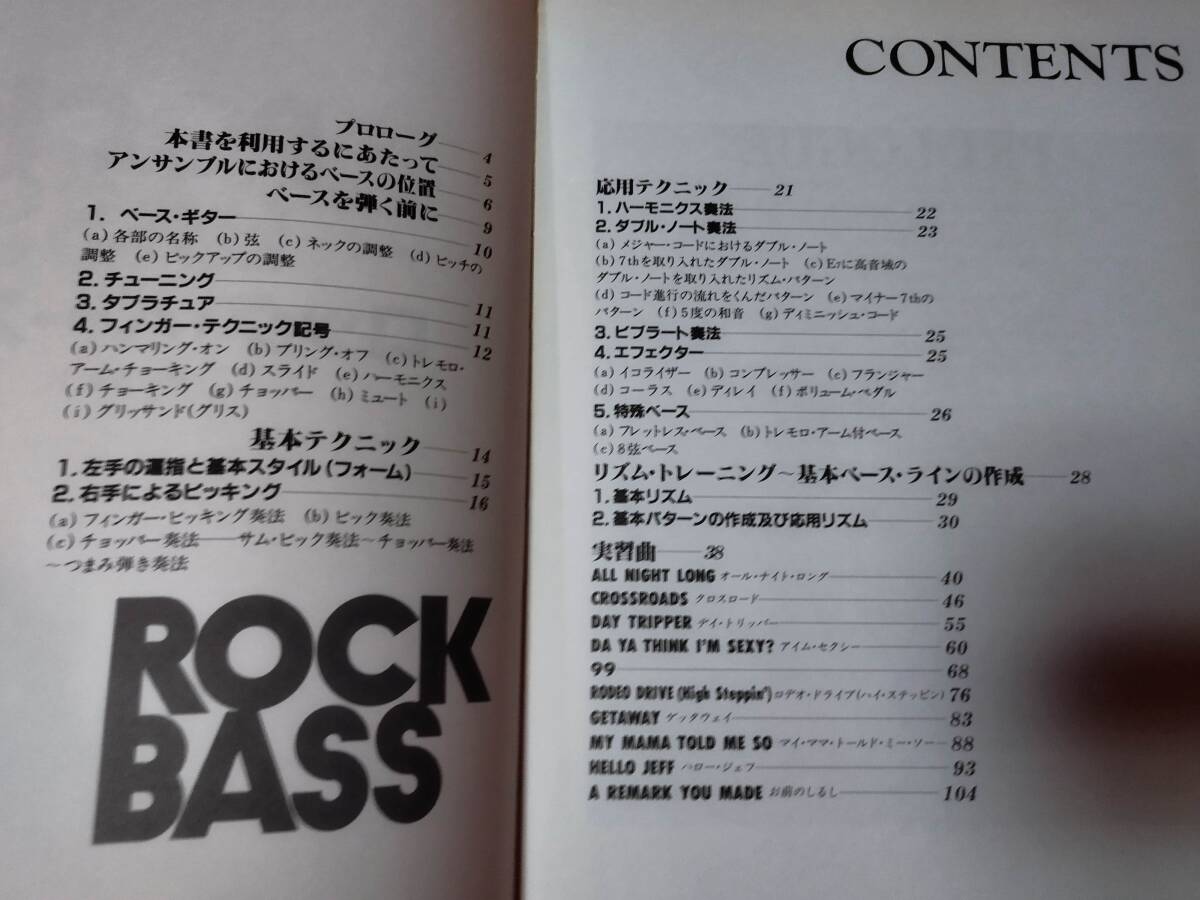 プロローグ 4
本書を利用するにあたって 5
アンサンブルにおけるベースの位置 6
ベースを弾く前に 9
1. ベース・ギター 10
(a)各部の名称 (b)弦 (c)ネックの調整 (d)ピッチの
調整 (e)ピックアップの調整
2.チューニング 11
3.タブラチュア 11
4.フィンガー・テクニック記号 12
(a)ハンマリング・オン (b)プリング・オフ (c)トレモロ・
アーム・チョーキング (d)スライド (e)ハーモニクス
(f)チョーキング (g)チョッパー (h)ミュート (i)
(i)グリッサンド(グリス)
基本テクニック 14
1.左手の運指と基本スタイル(フォーム) 15
2.右手によるピッキング 16
(a)フィンガー・ピッキング奏法 (b)ピック奏法
(c)チョッパー奏法――サム・ピック奏法~チョッパー奏法
~つまみ弾き奏法
ROCK
BASS
CONTENTS
応用テクニック 21
1.ハーモニクス奏法 22
2.ダブル・ノート奏法 23
(a)メジャー・コードにおけるダブル・ノート
(b)7thを取り入れたダブル・ノート (c)E7に高音域の
ダブル・ノートを取り入れたリズム・パターン
(d)コード進行の流れをくんだパターン (e)マイナー7thの
パターン (f)5度の和音 (g)ディミニッシュ・コード
3.ビブラート奏法 25
4.エフェクター 25
(a)イコライザー (b)コンプレッサー (c)フランジャー
(d)コーラス (e)ディレイ (f)ボリューム・ペダル
5.特殊ベース 26
(a)フレットレス・ベース (b)トレモロ・アーム付ベース
(c)8弦ベース
リズム・トレーニング~基本ベース・ラインの作成 28
1.基本リズム 29
2.基本パターンの作成及び応用リズム 30
実習曲 38
ALL NIGHT LONG オール・ナイト・ロング 40
CROSSROADS クロスロード 46
DAY TRIPPER デイ・トリッパー 55
DA YA THINK I'M SEXY? アイム・セクシー 60
99 68
RODEO DRIVE (High Steppin') ロデオ・ドライブ(ハイ・ステッピン) 76
GETAWAY ゲッタウェイ 83
MY MAMA TOLD ME SO マイ・ママ・トールド・ミー・ソー 88
HELLO JEFF ハロー・ジェフ 93
A REMARK YOU MADE お前のしるし 104